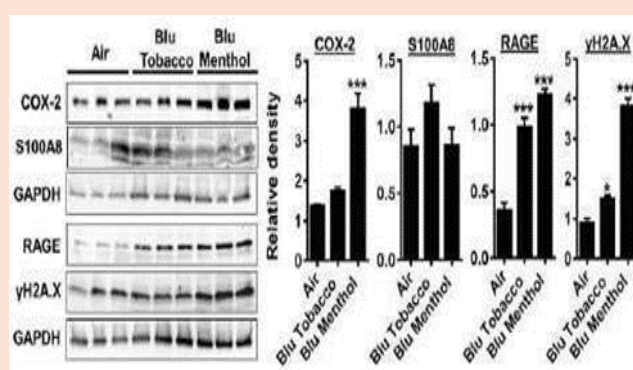 Air
Blu Tobacco
Blu Menthol
COX-2
S100A8
GAPDH
RAGE
γH2A.X
GAPDH
Relative density
COX-2
***
5
4
3
2
1
0
Air
Blu Tobacco
Blu Menthol
S100A8
1.5
1.0
0.5
0.0
Air
Blu Tobacco
Blu Menthol
RAGE
*** ***
1.5
1.0
0.5
0.0
Air
Blu Tobacco
Blu Menthol
γH2A.X
* ***
5
4
3
2
1
0
Air
Blu Tobacco
Blu Menthol